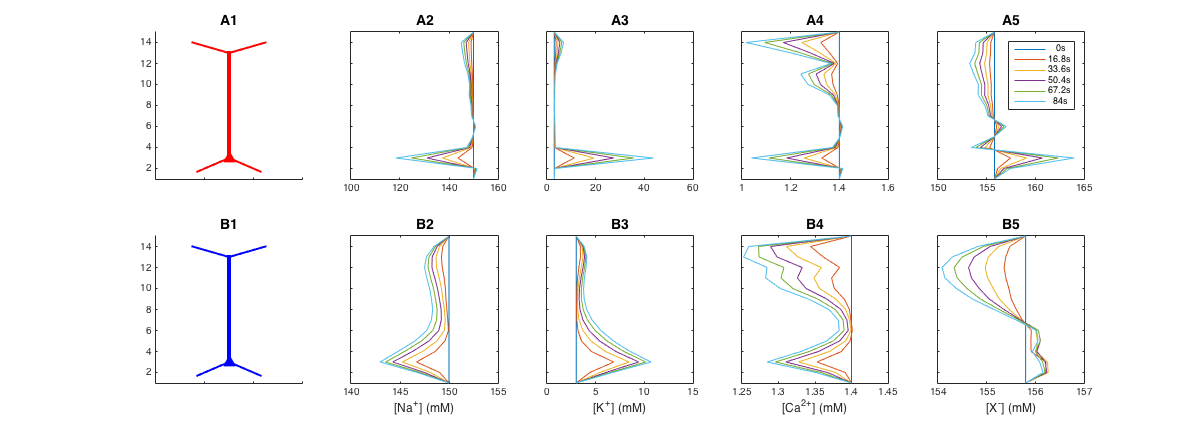 A1 A2 A3 A4 A5
14
12
10
8
6
4
2
0s
16.8s
33.6s
50.4s
67.2s
84s
100 120 140 160 0 20 40 60 1 1.2 1.4 1.6 150 155 160 165
B1 B2 B3 B4 X5
14
12
10
8
6
4
2
145 150 155 0 5 10 15 1.25 1.3 1.35 1.4 1.45 154 155 156 157
[Na⁺] (mM) [K⁺] (mM) [Ca²⁺] (mM) [X⁻] (mM)